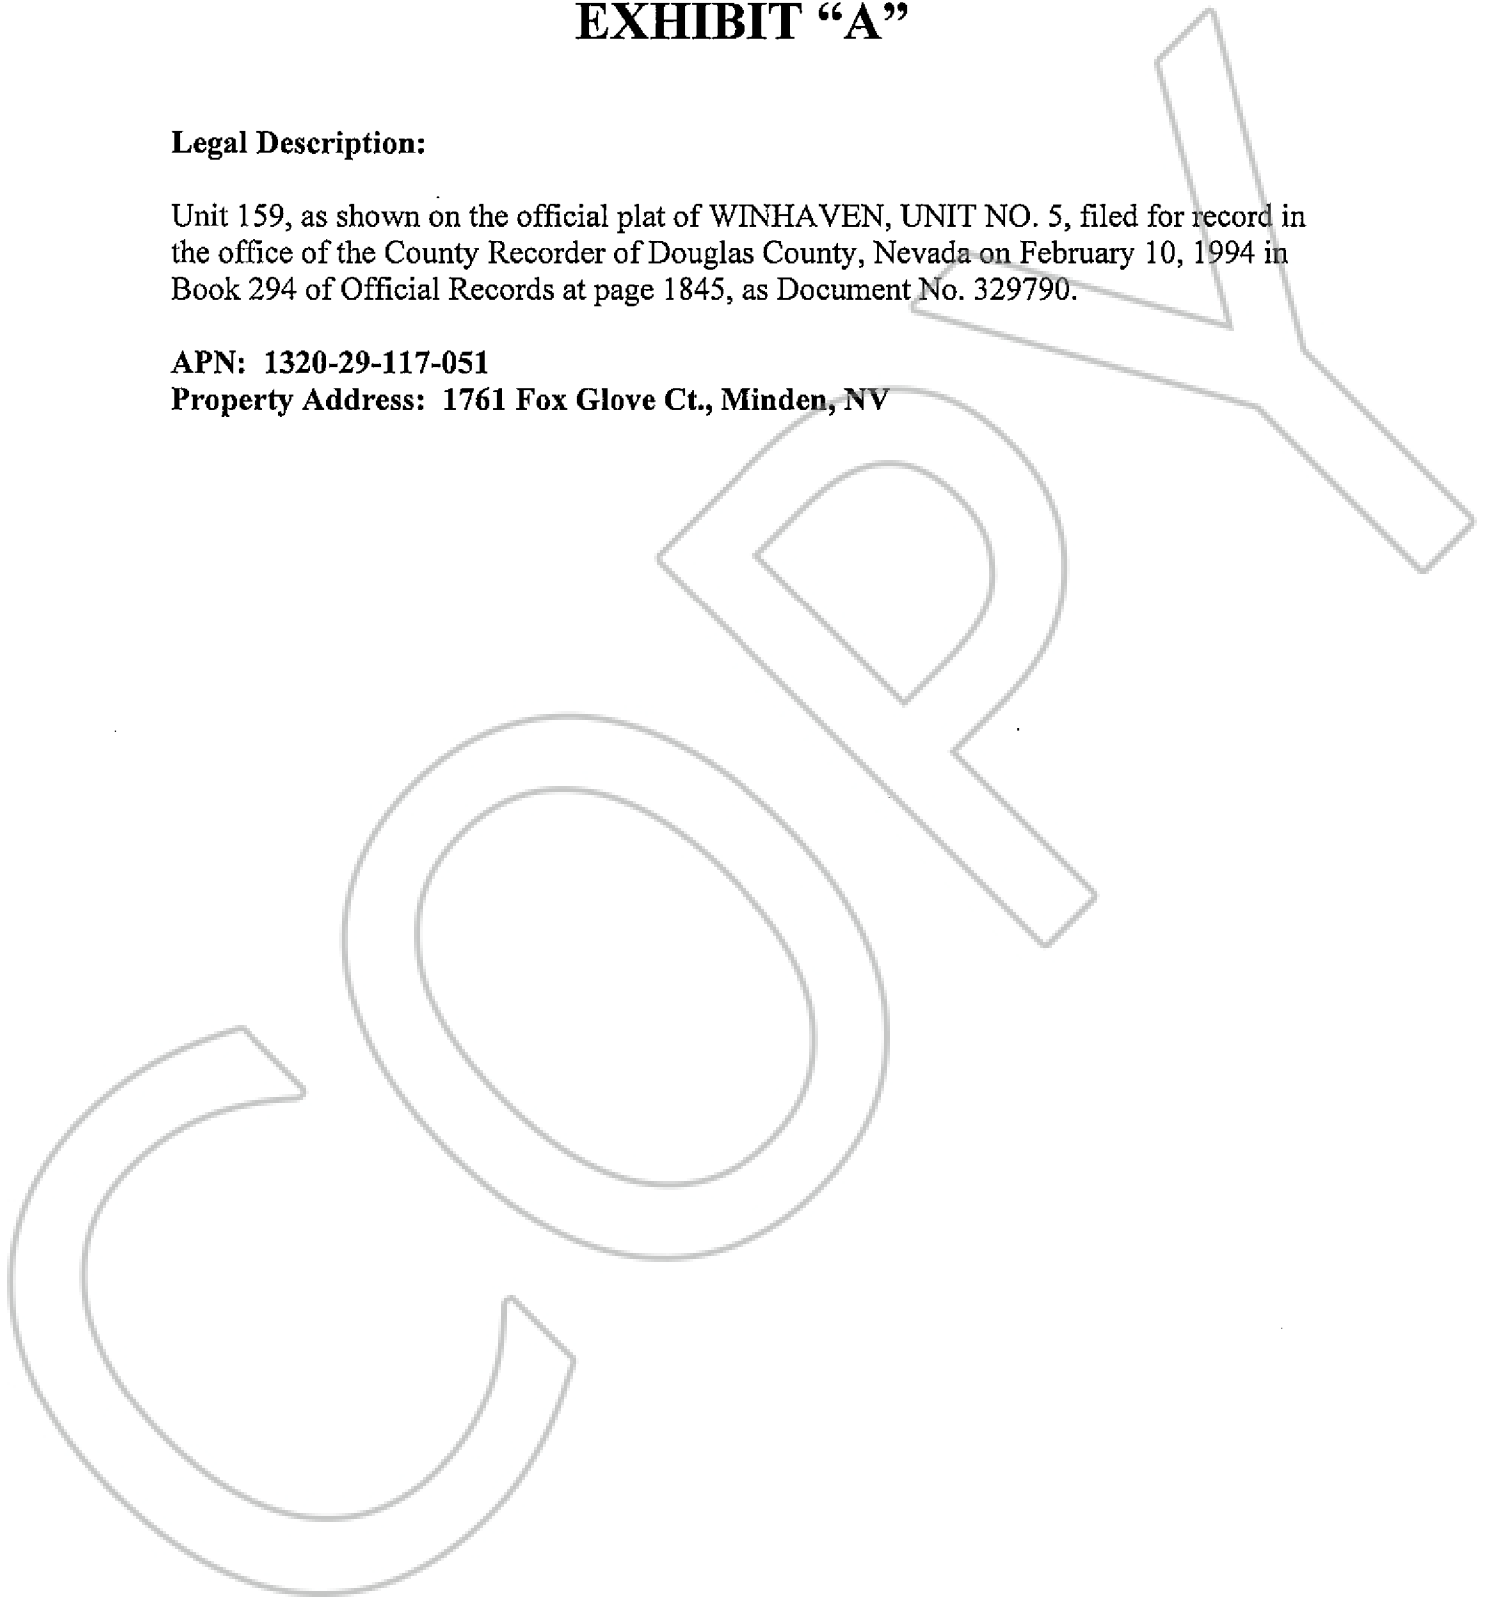 EXHIBIT “A”
Legal Description:
Unit 159, as shown on the official plat of WINHAVEN, UNIT NO. 5, filed for record in
the office of the County Recorder of Douglas County, Nevada on February 10, 1994 in
Book 294 of Official Records at page 1845, as Document No. 329790.
APN: 1320-29-117-051
Property Address: 1761 Fox Glove Ct., Minden, NV
COPY